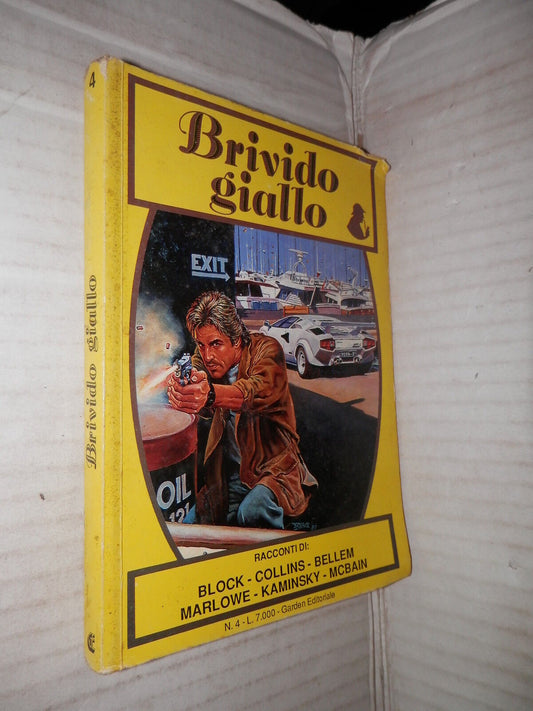 4
Brivido giallo
Brivido
giallo
EXIT
OIL
RACCONTI DI:
BLOCK - COLLINS - BELLEM
MARLOWE - KAMINSKY - MCBAIN
N. 4 - L. 7.000 - Garden Editoriale